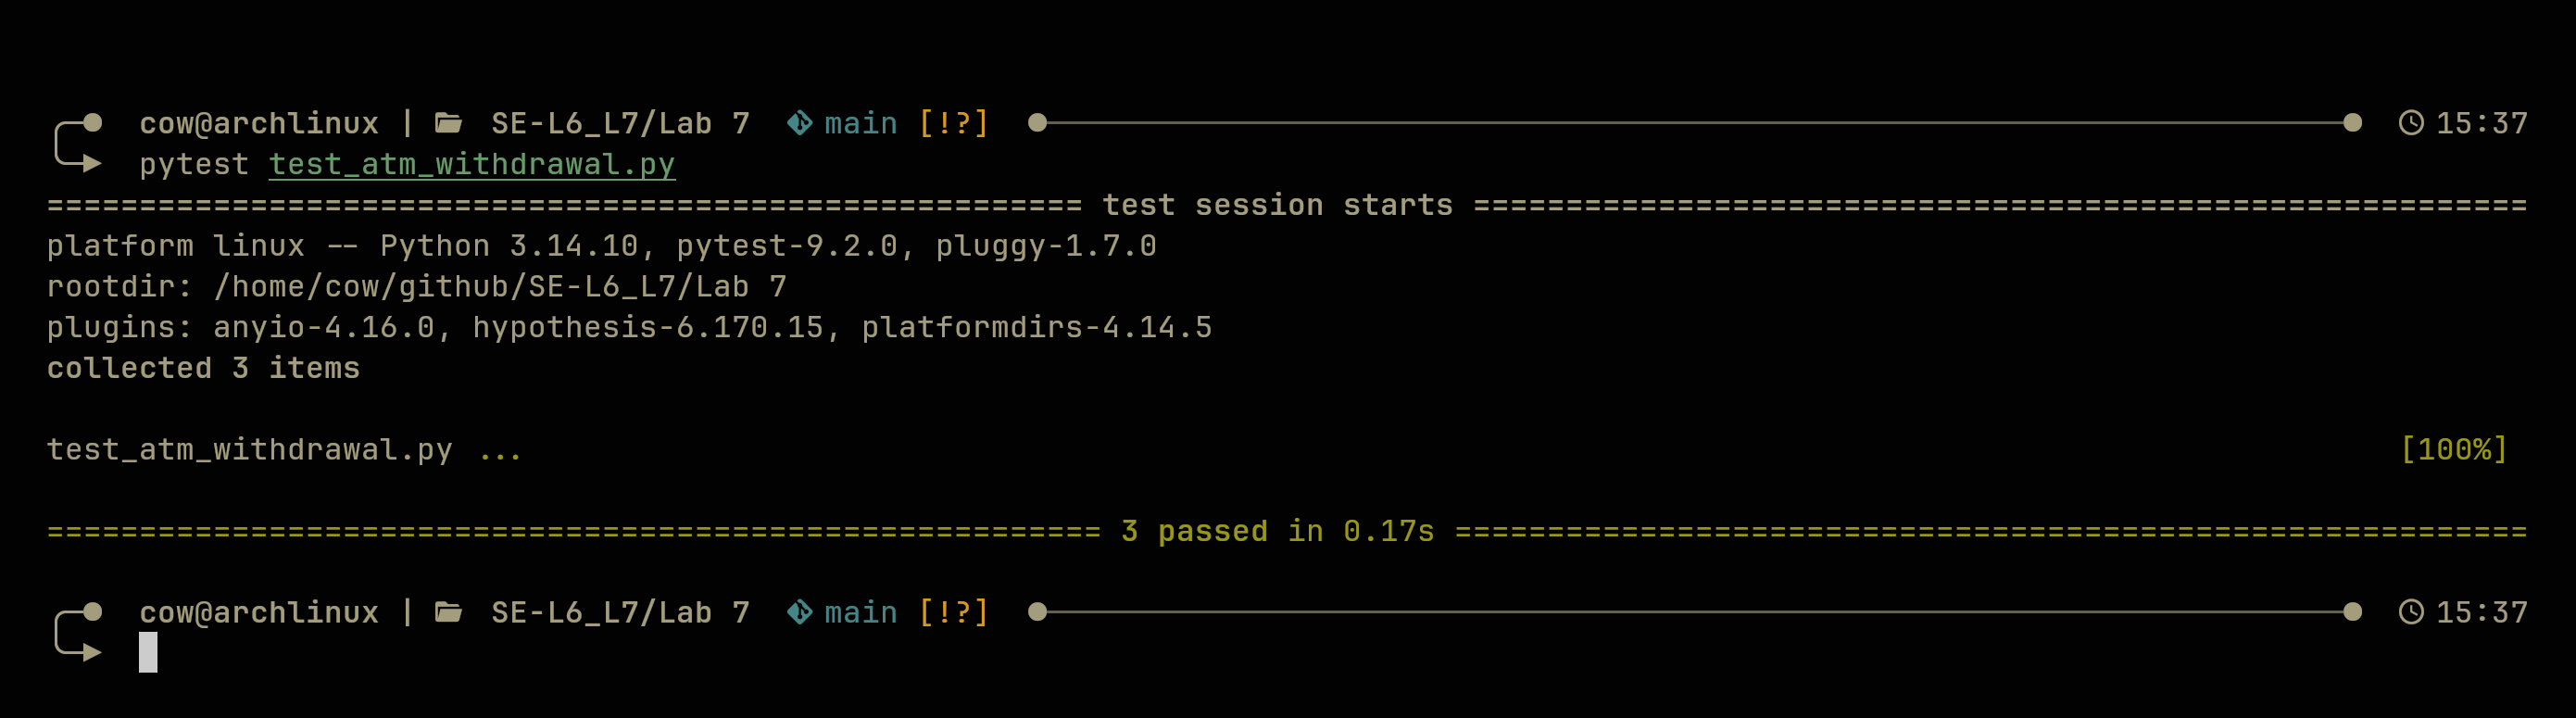 cow@archlinux | SE-L6_L7/Lab 7 main [!?] 15:37
pytest test_atm_withdrawal.py
======================================================== test session starts =========================================================
platform linux -- Python 3.14.10, pytest-9.2.0, pluggy-1.7.0
rootdir: /home/cow/github/SE-L6_L7/Lab 7
plugins: anyio-4.16.0, hypothesis-6.170.15, platformdirs-4.14.5
collected 3 items
test_atm_withdrawal.py ... [100%]
========================================================= 3 passed in 0.17s ==========================================================
cow@archlinux | SE-L6_L7/Lab 7 main [!?] 15:37